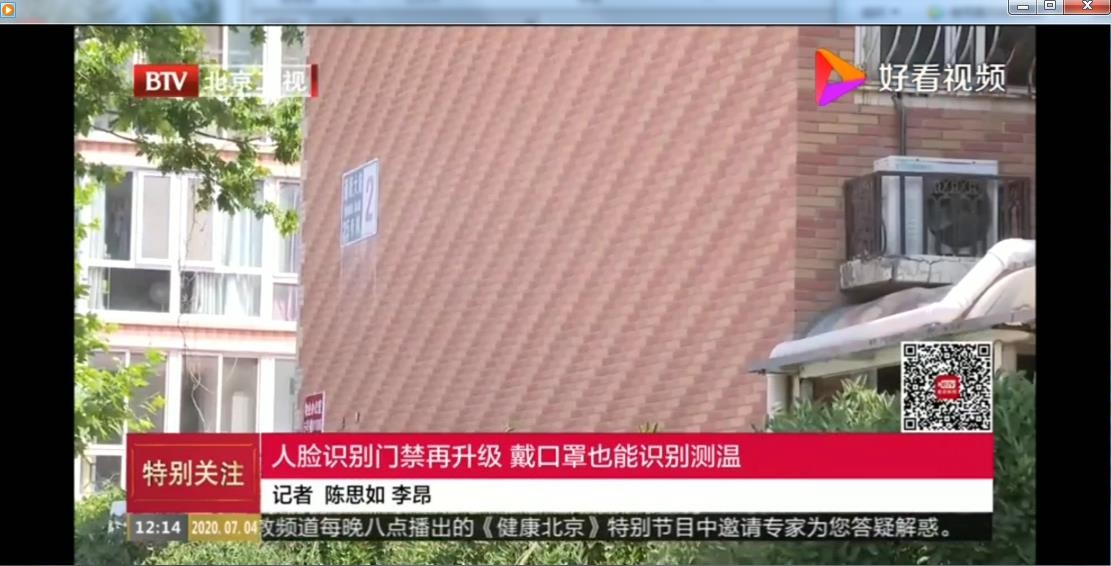 BTV 北京卫视
好看视频
2
特别关注
人脸识别门禁再升级 戴口罩也能识别测温
记者 陈思如 李昂
12:14
2020.07.04
频道每晚八点播出的《健康北京》特别节目中邀请专家为您答疑解惑。